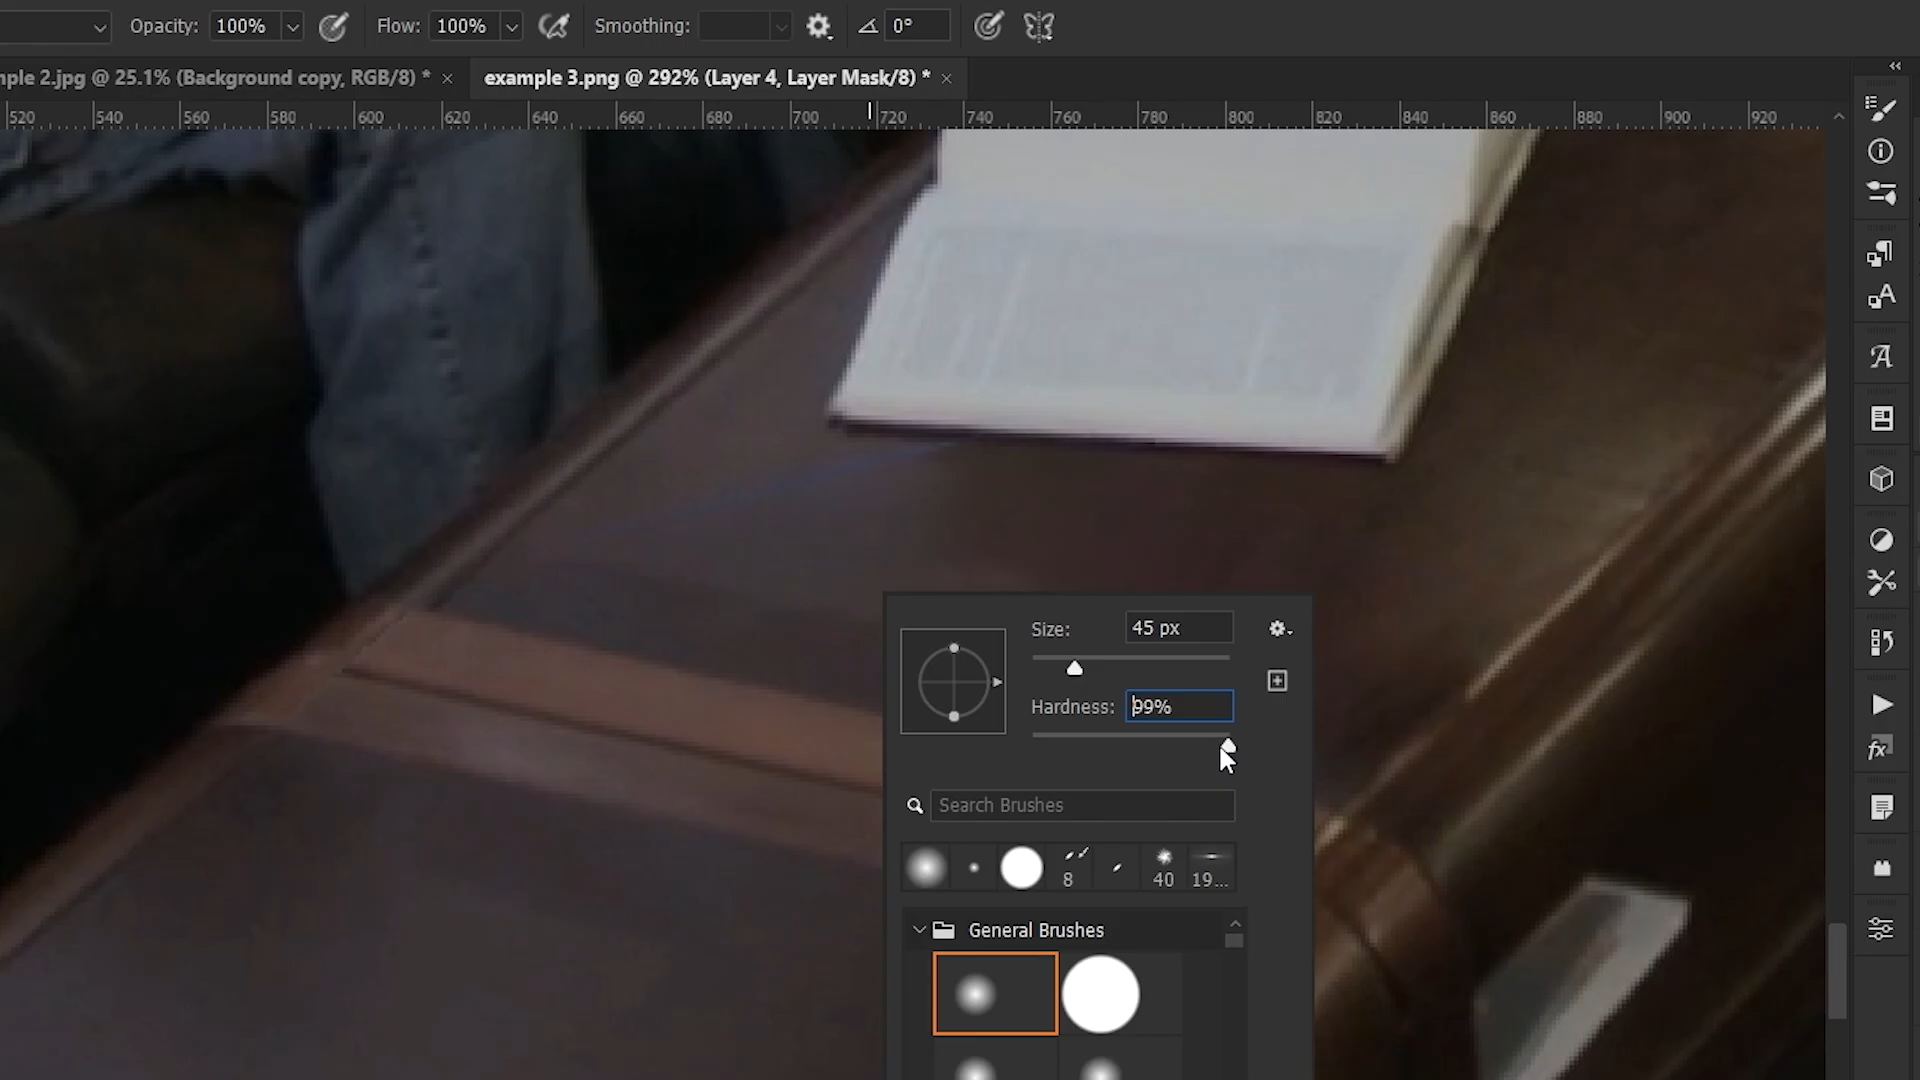 Opacity: 100% Flow: 100% Smoothing: 0°
ple 2.jpg @ 25.1% (Background copy, RGB/8) * × example 3.png @ 292% (Layer 4, Layer Mask/8) * ×
520 540 560 580 600 620 640 660 680 700 720 740 760 780 800 820 840 860 880 900 920
Size: 45 px
Hardness: 99%
Search Brushes
8 40 19...
General Brushes